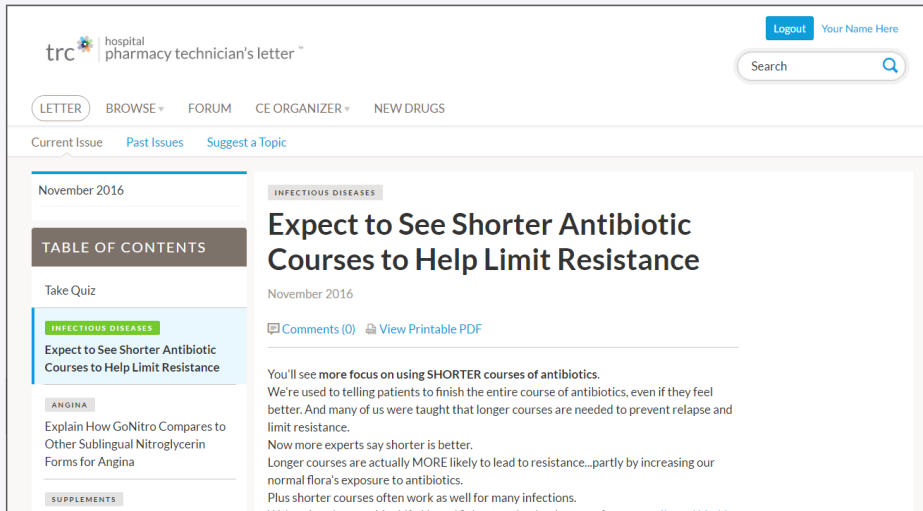 Logout Your Name Here
trc hospital pharmacy technician's letter ™
Search
LETTER BROWSE FORUM CE ORGANIZER NEW DRUGS
Current Issue Past Issues Suggest a Topic
November 2016
TABLE OF CONTENTS
Take Quiz
INFECTIOUS DISEASES
Expect to See Shorter Antibiotic
Courses to Help Limit Resistance
ANGINA
Explain How GoNitro Compares to
Other Sublingual Nitroglycerin
Forms for Angina
SUPPLEMENTS
INFECTIOUS DISEASES
Expect to See Shorter Antibiotic
Courses to Help Limit Resistance
November 2016
Comments (0) View Printable PDF
You'll see more focus on using SHORTER courses of antibiotics.
We're used to telling patients to finish the entire course of antibiotics, even if they feel
better. And many of us were taught that longer courses are needed to prevent relapse and
limit resistance.
Now more experts say shorter is better.
Longer courses are actually MORE likely to lead to resistance...partly by increasing our
normal flora's exposure to antibiotics.
Plus shorter courses often work as well for many infections.